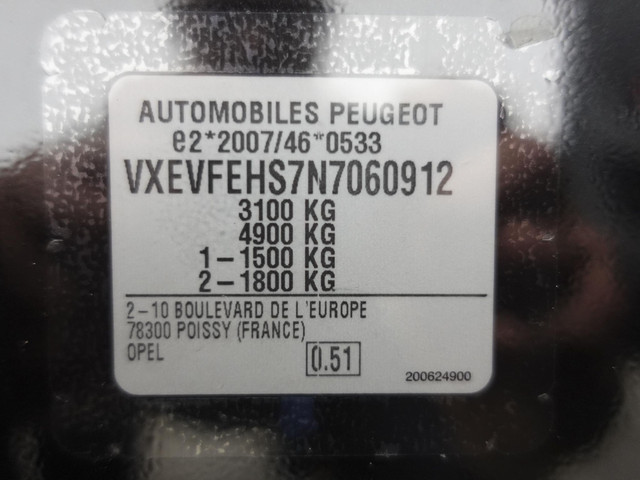 AUTOMOBILES PEUGEOT
e2*2007/46*0533
VXEVFEHS7N7060912
3100 KG
4900 KG
1-1500 KG
2-1800 KG
2-10 BOULEVARD DE L'EUROPE
78300 POISSY (FRANCE)
OPEL
0.51
200624900